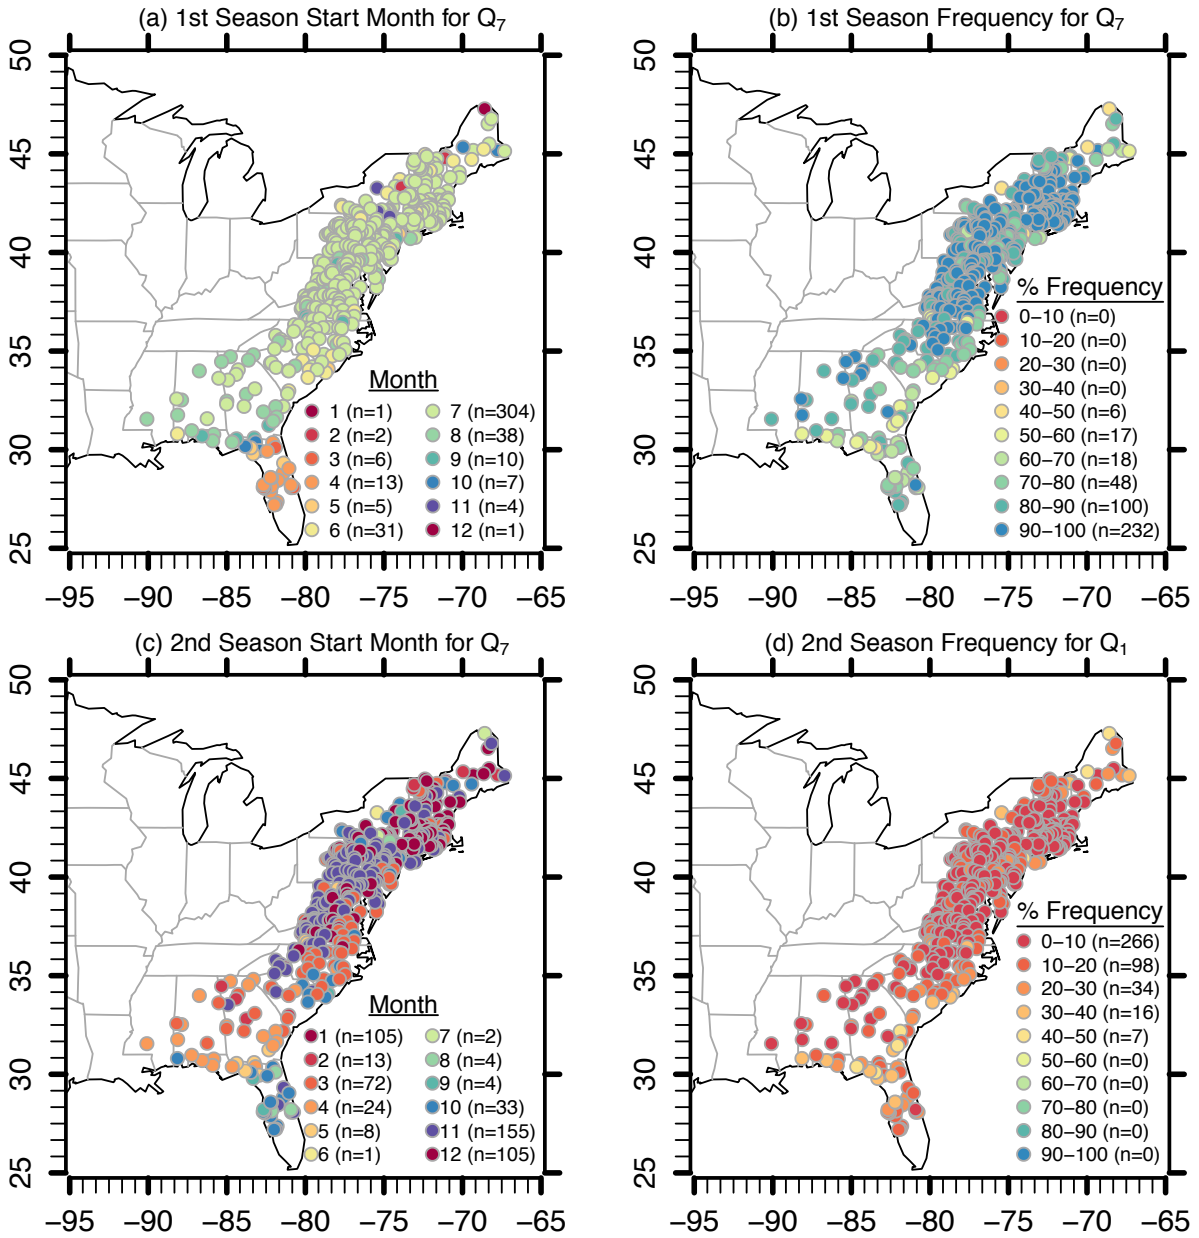 (a) 1st Season Start Month for Q7
50
45
40
35
30
25
Month
1 (n=1)
2 (n=2)
3 (n=6)
4 (n=13)
5 (n=5)
6 (n=31)
7 (n=304)
8 (n=38)
9 (n=10)
10 (n=7)
11 (n=4)
12 (n=1)
−95 −90 −85 −80 −75 −70 −65
(b) 1st Season Frequency for Q7
50
45
40
35
30
25
% Frequency
0−10 (n=0)
10−20 (n=0)
20−30 (n=0)
30−40 (n=0)
40−50 (n=6)
50−60 (n=17)
60−70 (n=18)
70−80 (n=48)
80−90 (n=100)
90−100 (n=232)
−95 −90 −85 −80 −75 −70 −65
(c) 2nd Season Start Month for Q7
50
45
40
35
30
25
Month
1 (n=105)
2 (n=13)
3 (n=72)
4 (n=24)
5 (n=8)
6 (n=1)
7 (n=2)
8 (n=4)
9 (n=4)
10 (n=33)
11 (n=155)
12 (n=105)
−95 −90 −85 −80 −75 −70 −65
(d) 2nd Season Frequency for Q1
50
45
40
35
30
25
% Frequency
0−10 (n=266)
10−20 (n=98)
20−30 (n=34)
30−40 (n=16)
40−50 (n=7)
50−60 (n=0)
60−70 (n=0)
70−80 (n=0)
80−90 (n=0)
90−100 (n=0)
−95 −90 −85 −80 −75 −70 −65